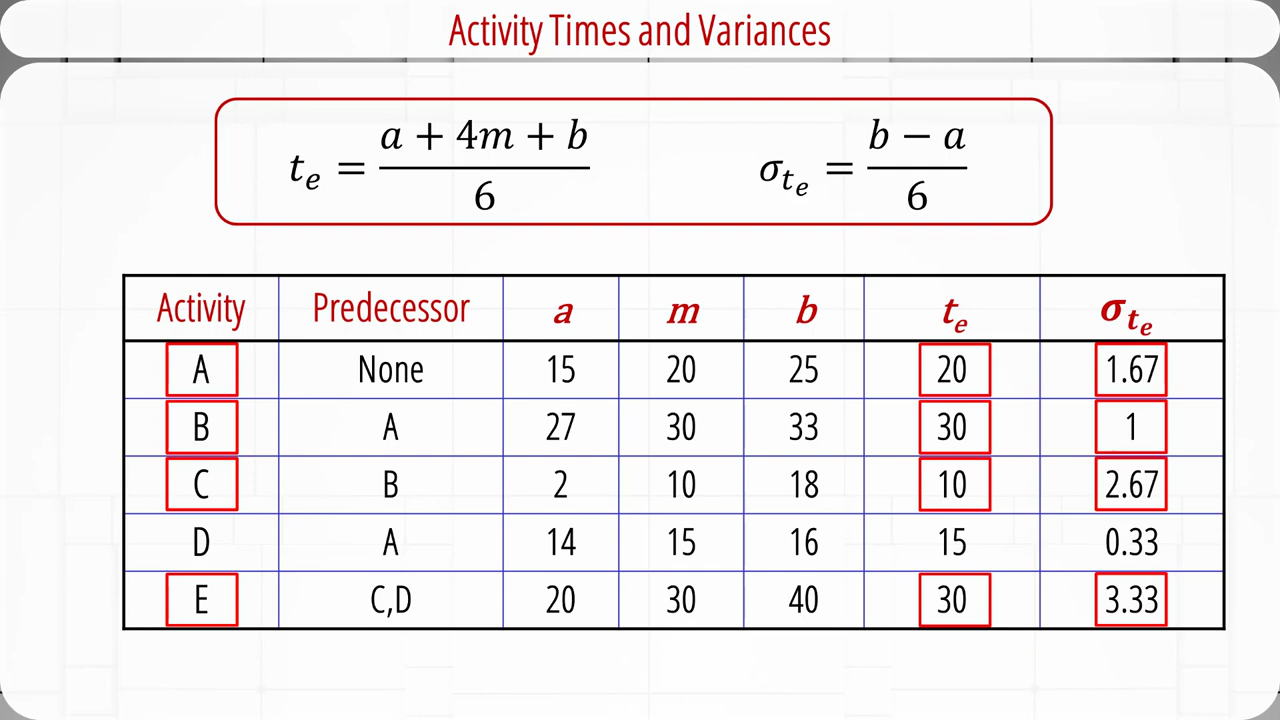 Activity Times and Variances
t_e = (a + 4m + b) / 6
σ_{t_e} = (b − a) / 6
Activity Predecessor a m b t_e σ_{t_e}
A None 15 20 25 20 1.67
B A 27 30 33 30 1
C B 2 10 18 10 2.67
D A 14 15 16 15 0.33
E C,D 20 30 40 30 3.33